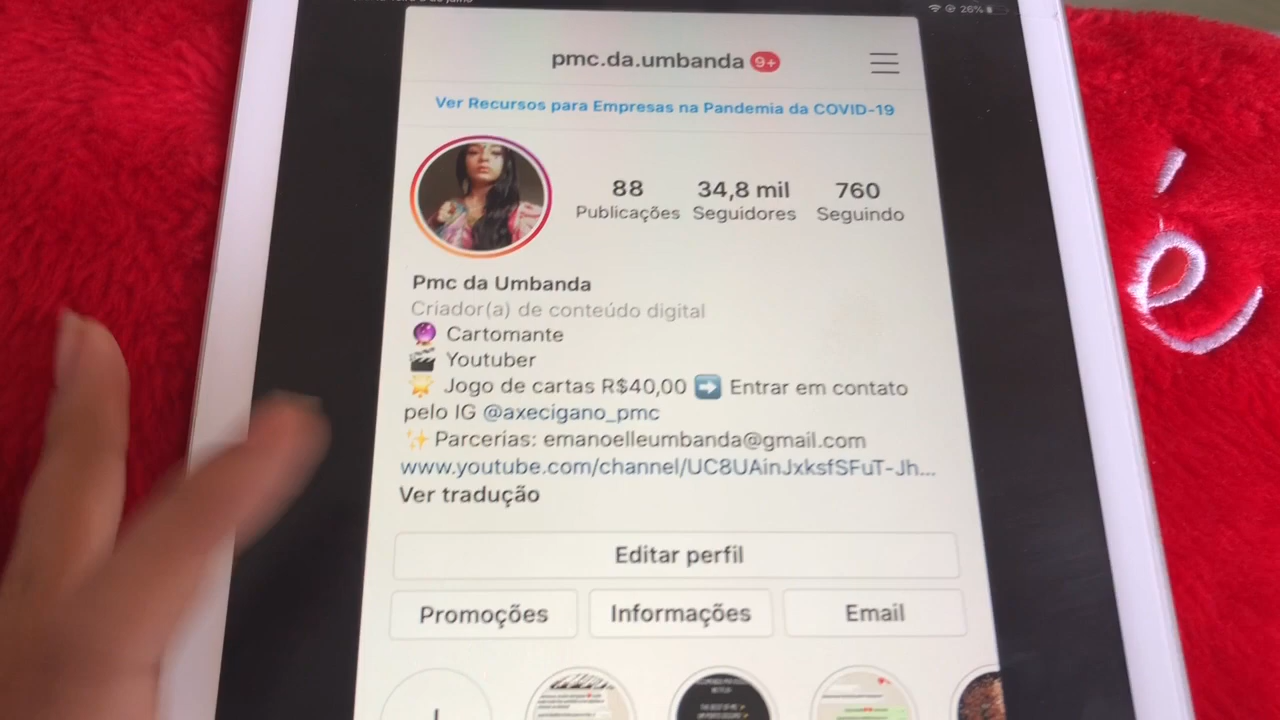 26%
pmc.da.umbanda 9+
Ver Recursos para Empresas na Pandemia da COVID-19
88 34,8 mil 760
Publicações Seguidores Seguindo
Pmc da Umbanda
Criador(a) de conteúdo digital
Cartomante
Youtuber
Jogo de cartas R$40,00 ➡️ Entrar em contato
pelo IG @axecigano_pmc
Parcerias: emanoelleumbanda@gmail.com
www.youtube.com/channel/UC8UAinJxksfSFuT-Jh...
Ver tradução
Editar perfil
Promoções Informações Email
é